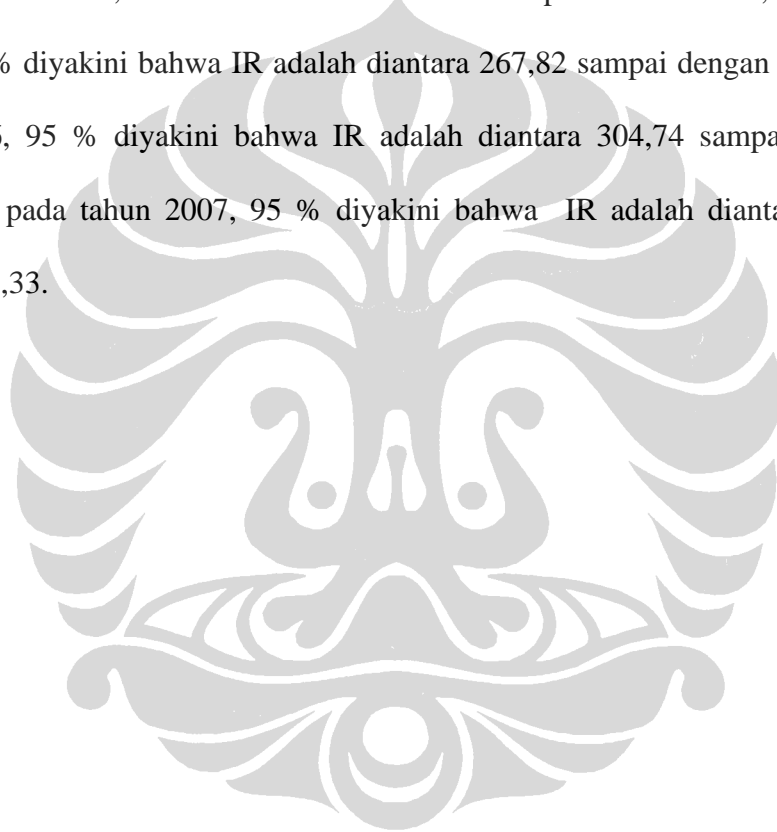 % diyakini bahwa IR adalah diantara 267,82 sampai dengan
, 95 % diyakini bahwa IR adalah diantara 304,74 sampa
pada tahun 2007, 95 % diyakini bahwa IR adalah dianta
,33.